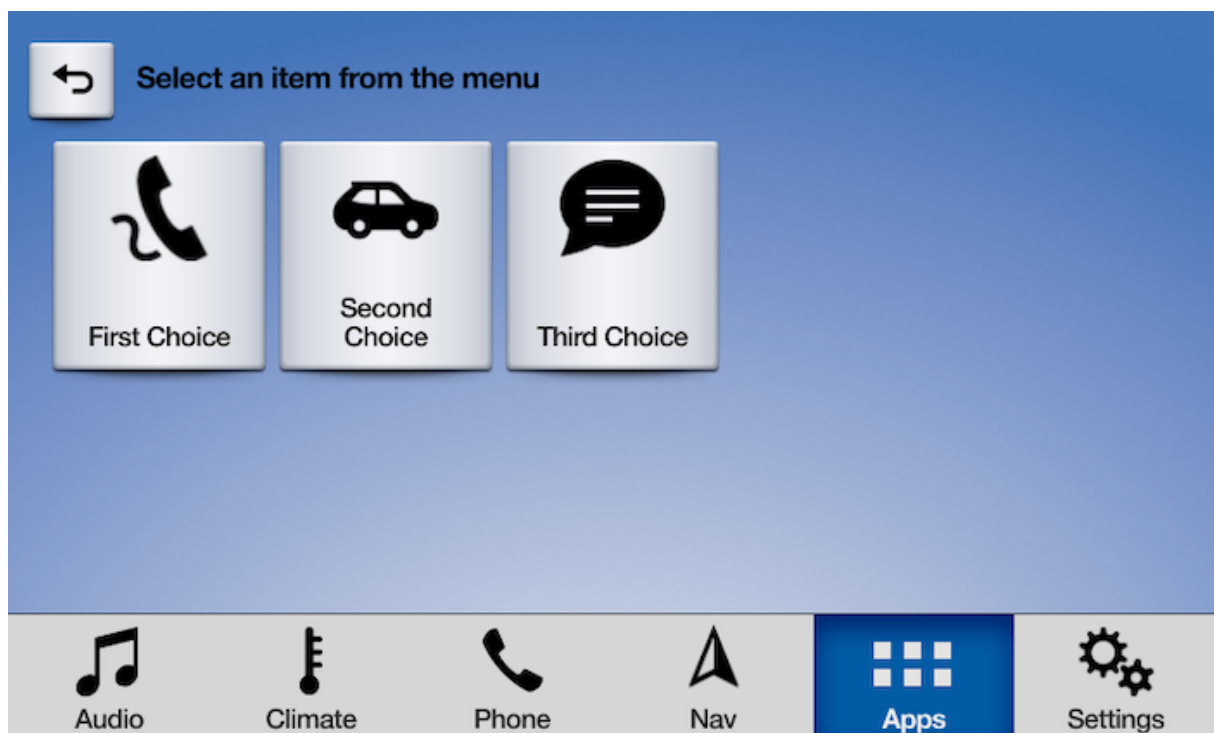 Select an item from the menu
First Choice
Second
Choice
Third Choice
Audio
Climate
Phone
Nav
Apps
Settings